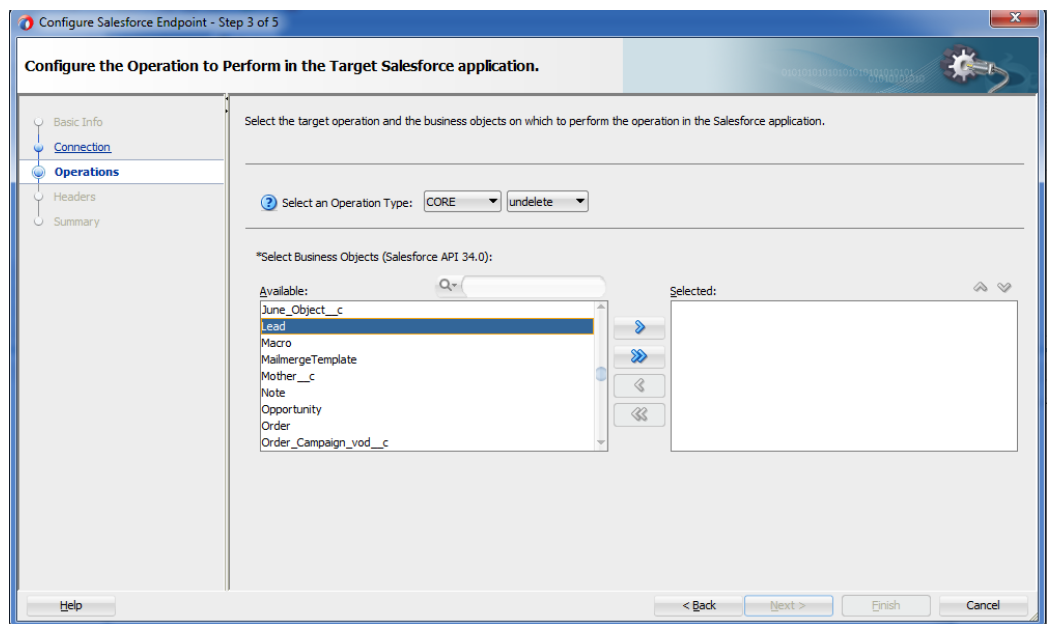 Configure Salesforce Endpoint - Step 3 of 5
Configure the Operation to Perform in the Target Salesforce application.
Basic Info
Connection
Operations
Headers
Summary
Select the target operation and the business objects on which to perform the operation in the Salesforce application.
Select an Operation Type: CORE undelete
*Select Business Objects (Salesforce API 34.0):
Available:
June_Object__c
Lead
Macro
MailmergeTemplate
Mother__c
Note
Opportunity
Order
Order_Campaign_vod__c
Selected:
Help
< Back Next > Finish Cancel